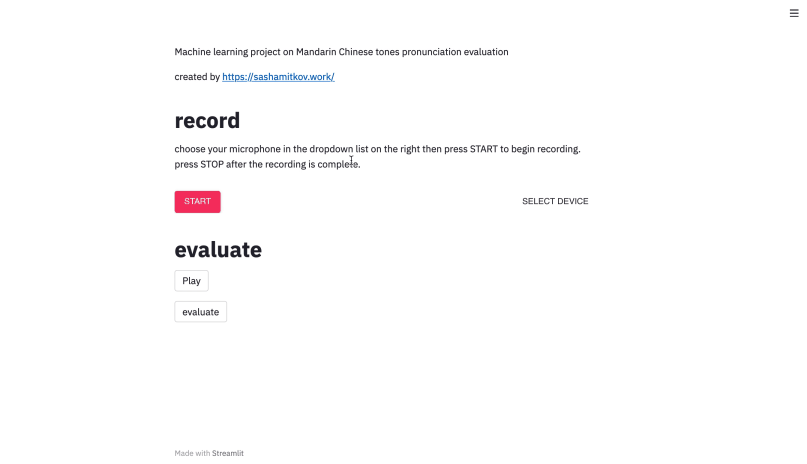 Machine learning project on Mandarin Chinese tones pronunciation evaluation
created by https://sashamitkov.work/
record
choose your microphone in the dropdown list on the right then press START to begin recording.
press STOP after the recording is complete.
START
SELECT DEVICE
evaluate
Play
evaluate
Made with Streamlit